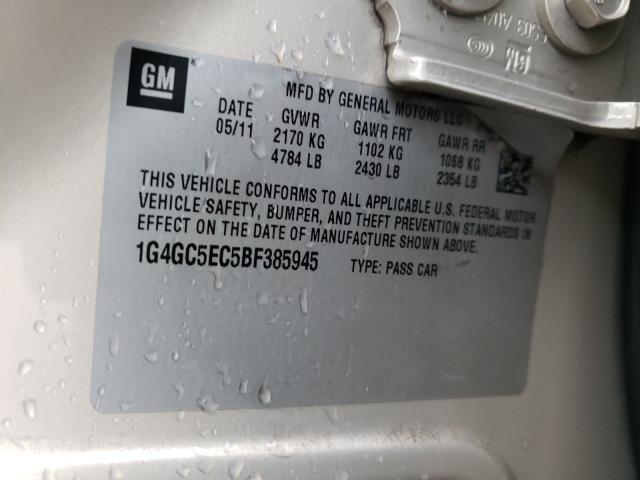 GM
MFD BY GENERAL MOTORS LLC
DATE GVWR GAWR FRT GAWR RR
05/11 2170 KG 1102 KG 1068 KG
4784 LB 2430 LB 2354 LB
THIS VEHICLE CONFORMS TO ALL APPLICABLE U.S. FEDERAL MOTOR
VEHICLE SAFETY, BUMPER, AND THEFT PREVENTION STANDARDS IN
EFFECT ON THE DATE OF MANUFACTURE SHOWN ABOVE.
1G4GC5EC5BF385945 TYPE: PASS CAR